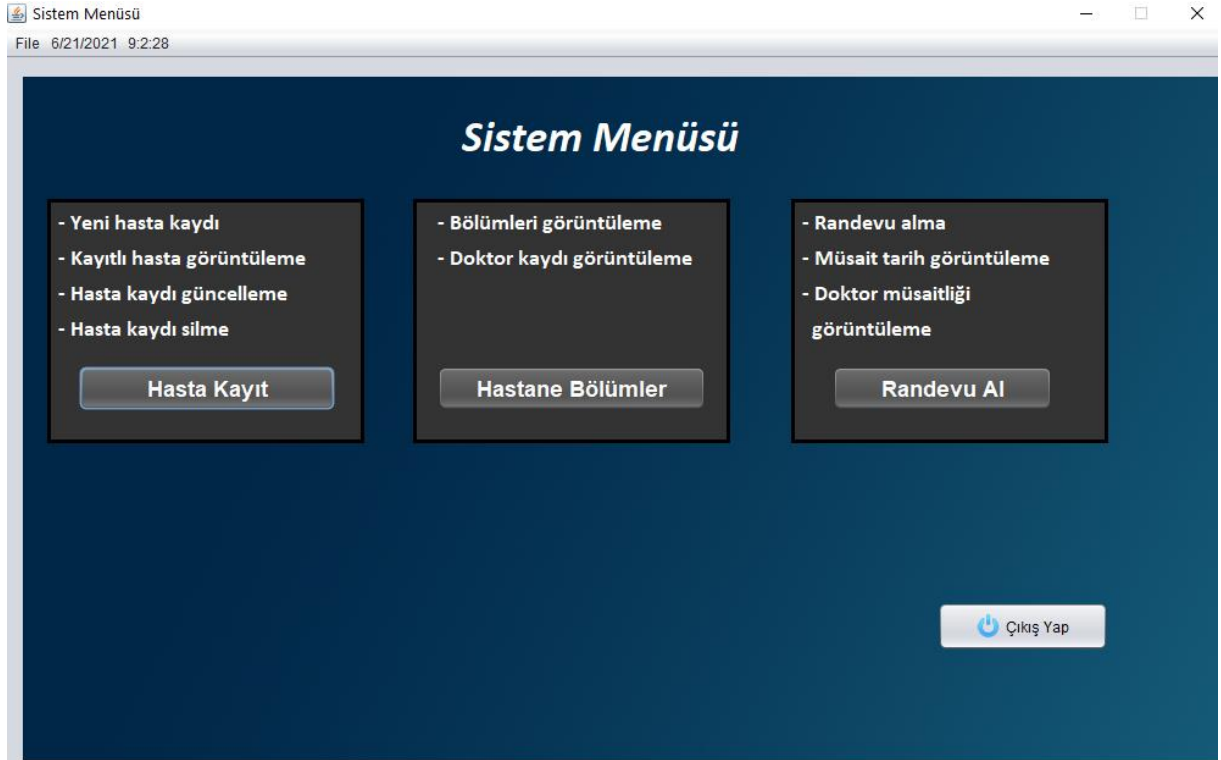 Sistem Menüsü
File 6/21/2021 9:2:28
Sistem Menüsü
- Yeni hasta kaydı
- Kayıtlı hasta görüntüleme
- Hasta kaydı güncelleme
- Hasta kaydı silme
Hasta Kayıt
- Bölümleri görüntüleme
- Doktor kaydı görüntüleme
Hastane Bölümler
- Randevu alma
- Müsait tarih görüntüleme
- Doktor müsaitliği
görüntüleme
Randevu Al
Çıkış Yap